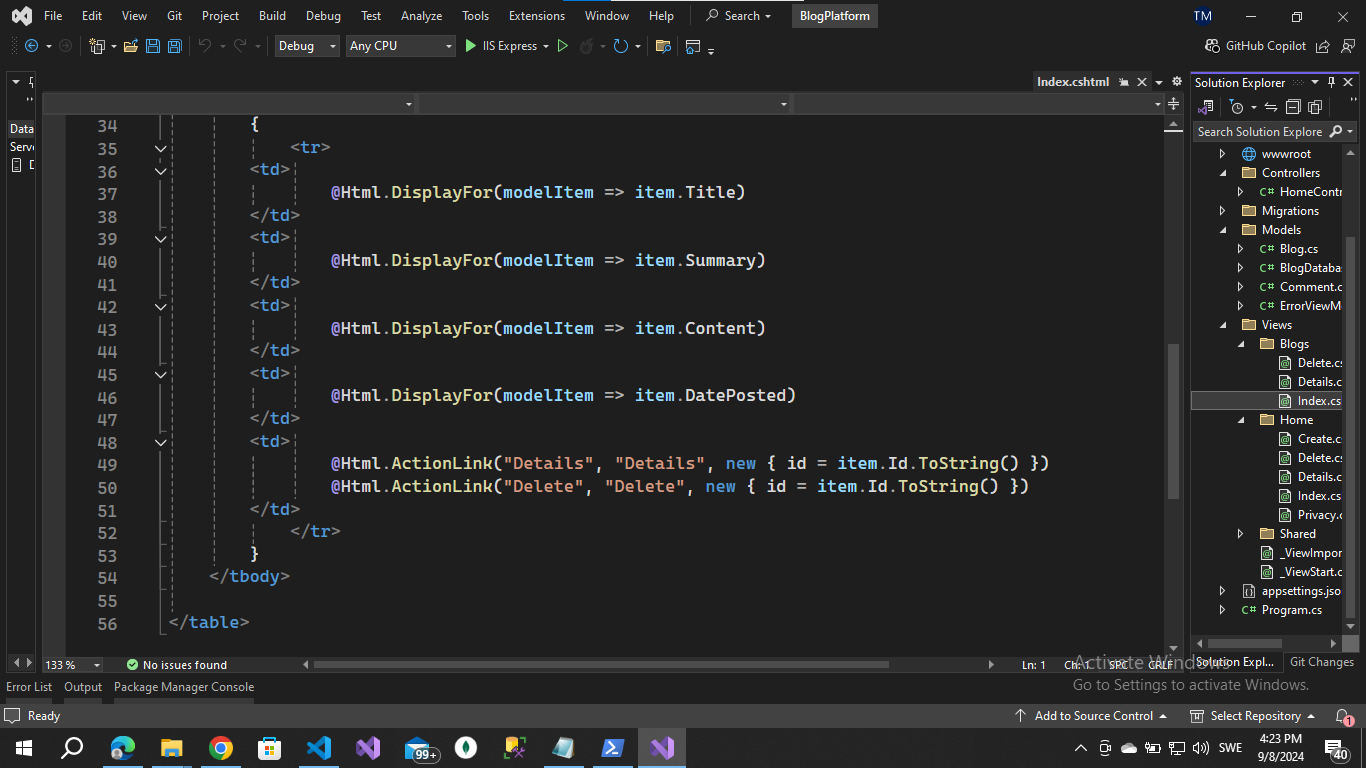 File Edit View Git Project Build Debug Test Analyze Tools Extensions Window Help Search BlogPlatform TM
Debug Any CPU IIS Express GitHub Copilot
Index.cshtml
Solution Explorer
Data
Serv
Search Solution Explore
34 {
35 <tr>
36 <td>
37 @Html.DisplayFor(modelItem => item.Title)
38 </td>
39 <td>
40 @Html.DisplayFor(modelItem => item.Summary)
41 </td>
42 <td>
43 @Html.DisplayFor(modelItem => item.Content)
44 </td>
45 <td>
46 @Html.DisplayFor(modelItem => item.DatePosted)
47 </td>
48 <td>
49 @Html.ActionLink("Details", "Details", new { id = item.Id.ToString() })
50 @Html.ActionLink("Delete", "Delete", new { id = item.Id.ToString() })
51 </td>
52 </tr>
53 }
54 </tbody>
55
56 </table>
wwwroot
Controllers
C# HomeContr
Migrations
Models
C# Blog.cs
C# BlogDataba
C# Comment.c
C# ErrorViewM
Views
Blogs
Delete.cs
Details.c
Index.cs
Home
Create.c
Delete.c
Details.c
Index.cs
Privacy.c
Shared
_ViewImpor
_ViewStart.c
appsettings.jso
C# Program.cs
133 % No issues found Ln: 1 Ch: 1 SPC CRLF
Solution Expl... Git Changes
Activate Windows
Go to Settings to activate Windows.
Error List Output Package Manager Console
Ready Add to Source Control Select Repository 1
99+ SWE 4:23 PM
9/8/2024 40